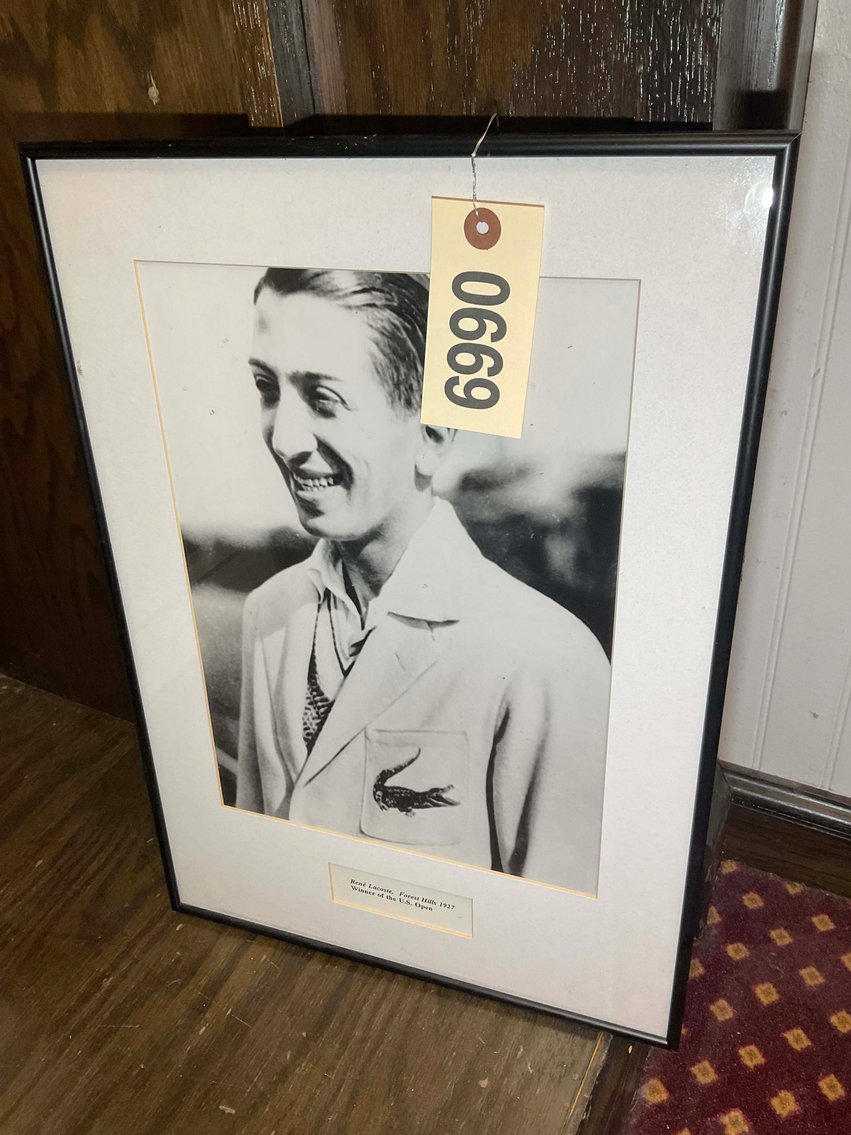 0669
René Lacoste, Forest Hills 1927
Winner of the U.S. Open